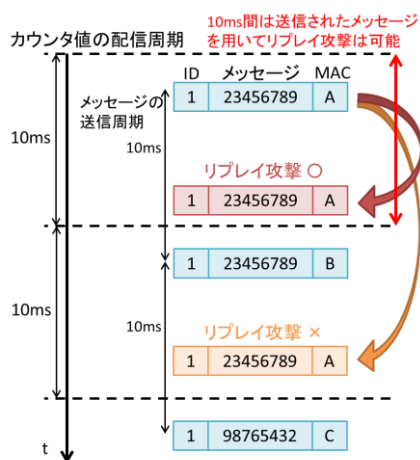 カウンタ値の配信周期
10ms間は送信されたメッセージ
を用いてリプレイ攻撃は可能
ID メッセージ MAC
1 23456789 A
メッセージの
送信周期
10ms
10ms
リプレイ攻撃 ○
1 23456789 A
1 23456789 B
10ms
10ms
リプレイ攻撃 ×
1 23456789 A
1 98765432 C
t